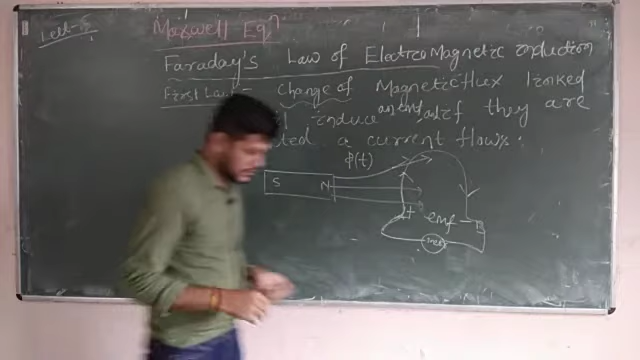 Lect-5
Maxwell Eqn
Faraday's Law of Electromagnetic induction
First Law - Change of Magnetic flux linked
induce an emf if they are
a current flows.
φ(t)
S N
+ emf -